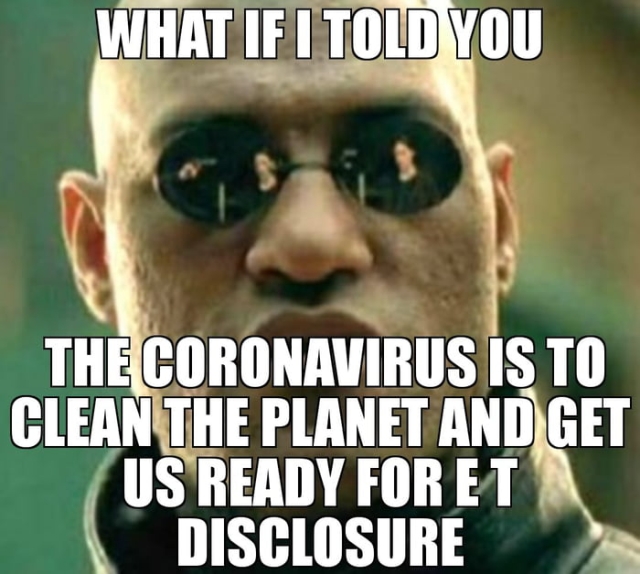 WHAT IF I TOLD YOU
THE CORONAVIRUS IS TO
CLEAN THE PLANET AND GET
US READY FOR E T
DISCLOSURE